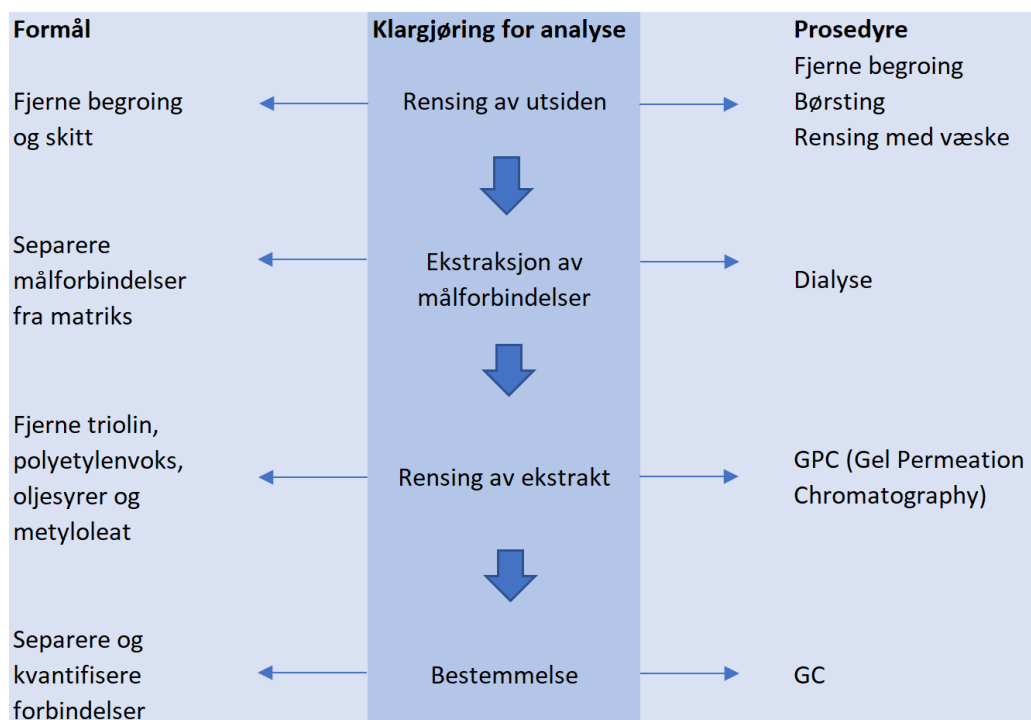 Formål
Klargjøring for analyse
Prosedyre
Fjerne begroing
og skitt
Rensing av utsiden
Fjerne begroing
Børsting
Rensing med væske
Separere
målforbindelser
fra matriks
Ekstraksjon av
målforbindelser
Dialyse
Fjerne triolin,
polyetylenvoks,
oljesyrer og
metyloleat
Rensing av ekstrakt
GPC (Gel Permeation
Chromatography)
Separere og
kvantifisere
forbindelser
Bestemmelse
GC